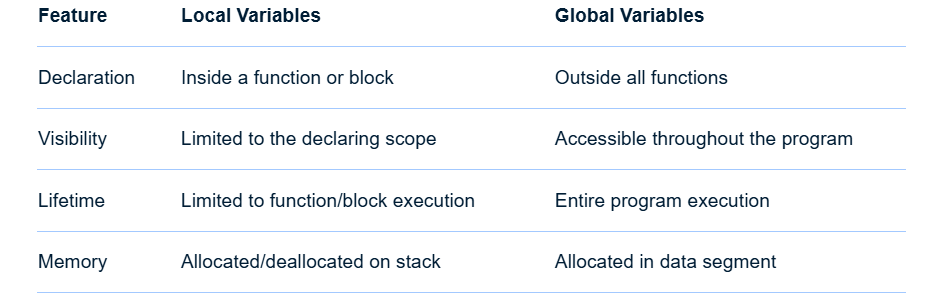 Feature Local Variables Global Variables
Declaration Inside a function or block Outside all functions
Visibility Limited to the declaring scope Accessible throughout the program
Lifetime Limited to function/block execution Entire program execution
Memory Allocated/deallocated on stack Allocated in data segment